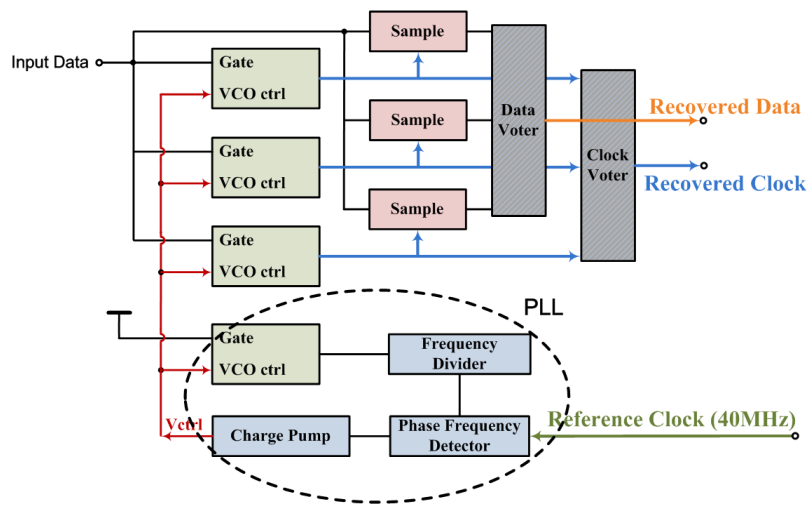 Sample
Input Data
Gate
VCO ctrl
Data
Voter
Recovered Data
Sample
Gate
VCO ctrl
Clock
Voter
Recovered Clock
Sample
Gate
VCO ctrl
PLL
Gate
VCO ctrl
Frequency
Divider
Vctrl
Charge Pump
Phase Frequency
Detector
Reference Clock (40MHz)